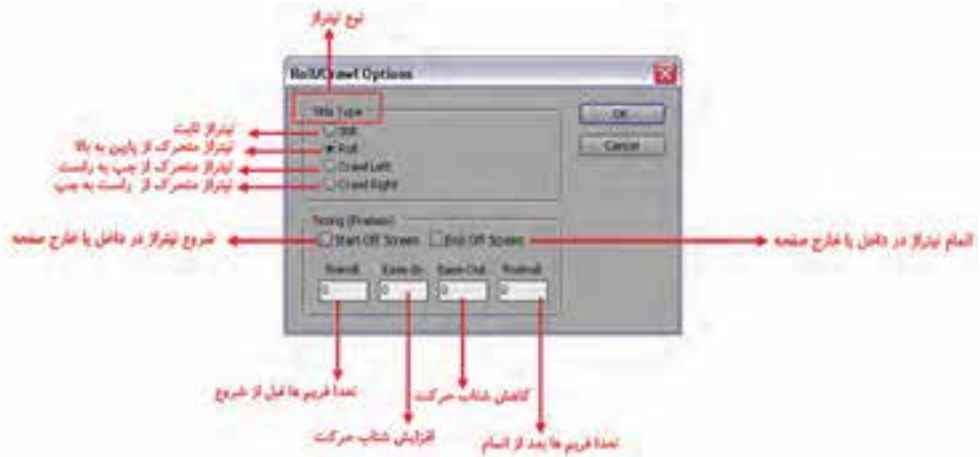 نوع تیتراژ
Roll/Crawl Options
Title Type
OK
تیتراژ ثابت
Still
تیتراژ متحرک از پایین به بالا
Roll
Cancel
تیتراژ متحرک از چپ به راست
Crawl Left
تیتراژ متحرک از راست به چپ
Crawl Right
Timing (Frames)
شروع تیتراژ در داخل یا خارج صفحه
Start Off Screen
End Off Screen
اتمام تیتراژ در داخل یا خارج صفحه
Preroll Ease-In Ease-Out Postroll
0 0 0 0
تعدا فریم ها قبل از شروع
کاهش شتاب حرکت
افزایش شتاب حرکت
تعدا فریم ها بعد از اتمام